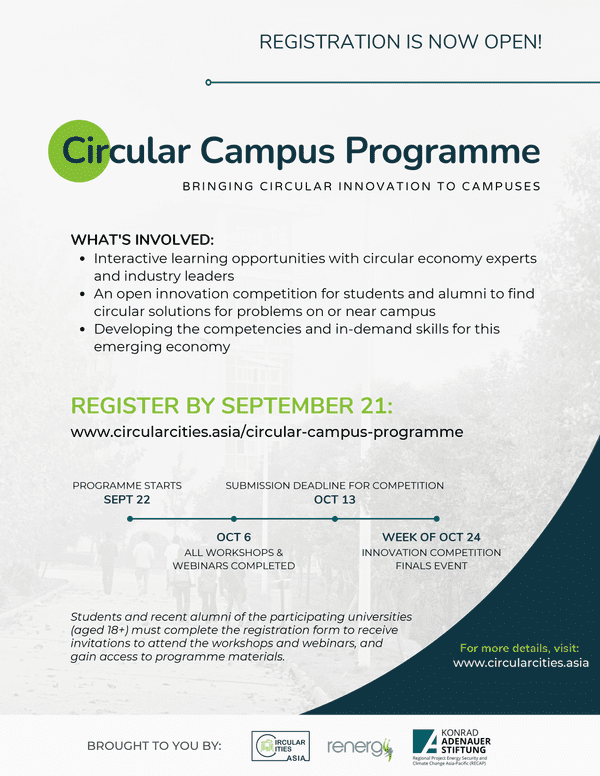 REGISTRATION IS NOW OPEN!
Circular Campus Programme
BRINGING CIRCULAR INNOVATION TO CAMPUSES
WHAT'S INVOLVED:
• Interactive learning opportunities with circular economy experts
and industry leaders
• An open innovation competition for students and alumni to find
circular solutions for problems on or near campus
• Developing the competencies and in-demand skills for this
emerging economy
REGISTER BY SEPTEMBER 21:
www.circularcities.asia/circular-campus-programme
PROGRAMME STARTS
SEPT 22
SUBMISSION DEADLINE FOR COMPETITION
OCT 13
OCT 6
ALL WORKSHOPS &
WEBINARS COMPLETED
WEEK OF OCT 24
INNOVATION COMPETITION
FINALS EVENT
Students and recent alumni of the participating universities
(aged 18+) must complete the registration form to receive
invitations to attend the workshops and webinars, and
gain access to programme materials.
For more details, visit:
www.circularcities.asia
BROUGHT TO YOU BY:
CIRCULAR
CITIES
ASIA
renergii
KONRAD
ADENAUER
STIFTUNG
Regional Project Energy Security and
Climate Change Asia-Pacific (RECAP)